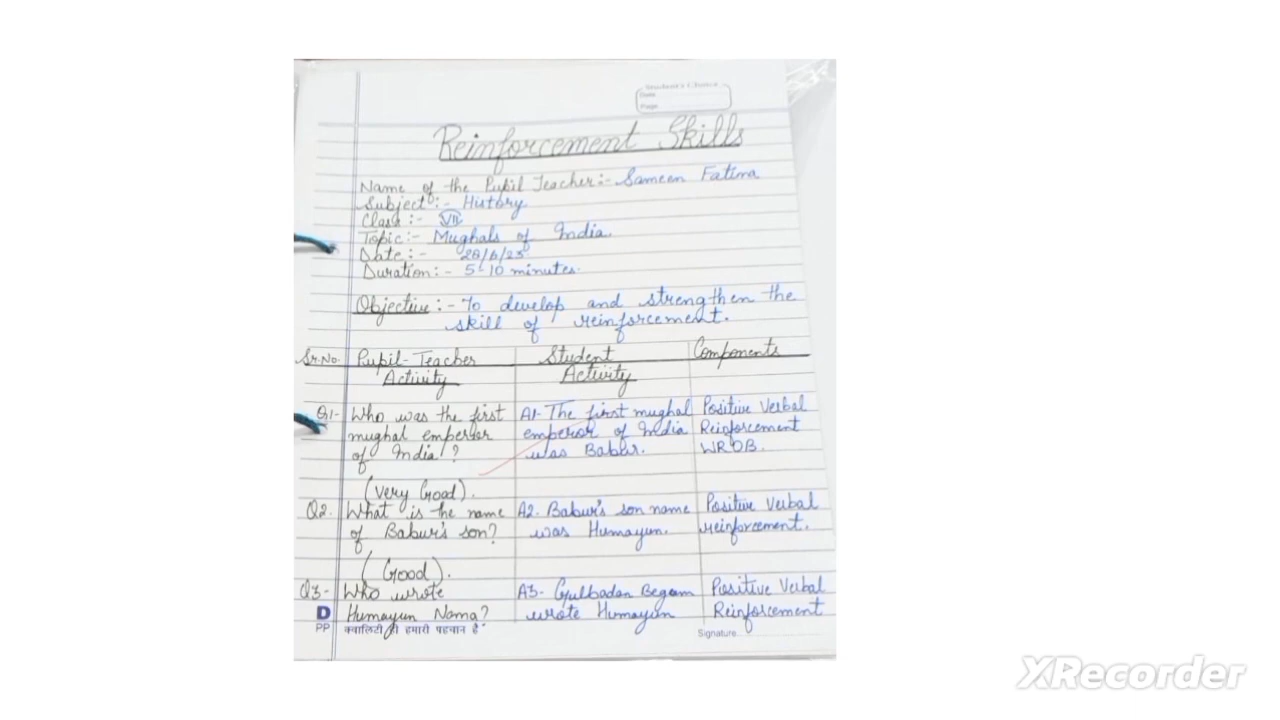 Student's Choice
Date
Page
Reinforcement Skills
Name of the Pupil Teacher:- Sameen Fatima
Subject:- History
Class:- VII
Topic:- Mughals of India.
Date:- 28/6/23
Duration:- 5-10 minutes.
Objective:- To develop and strengthen the
skill of reinforcement.
Sr.No. Pupil-Teacher Student Components
Activity Activity
Q1- Who was the first A1- The first mughal Positive Verbal
mughal emperor emperor of India Reinforcement
of India? was Babur. WROB.
(Very Good).
Q2. What is the name A2. Babur's son name Positive Verbal
of Babur's son? was Humayun. reinforcement.
(Good).
Q3- Who wrote A3- Gulbadan Begam Positive Verbal
Humayun Nama? wrote Humayun Reinforcement
D
PP क्वालिटी ही हमारी पहचान है Signature
XRecorder